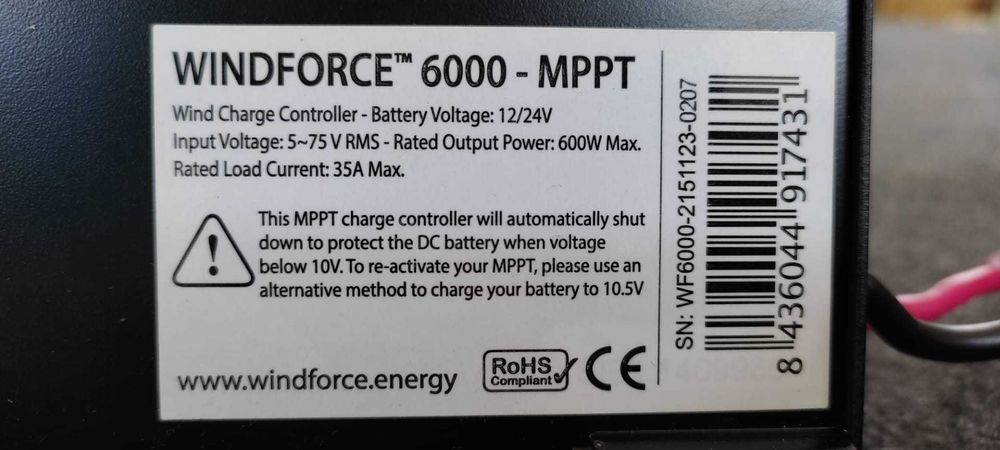 WINDFORCE™ 6000 - MPPT
Wind Charge Controller - Battery Voltage: 12/24V
Input Voltage: 5~75 V RMS - Rated Output Power: 600W Max.
Rated Load Current: 35A Max.
This MPPT charge controller will automatically shut
down to protect the DC battery when voltage
below 10V. To re-activate your MPPT, please use an
alternative method to charge your battery to 10.5V
www.windforce.energy
RoHS
Compliant
CE
SN: WF6000-2151123-0207
8 436044 917431